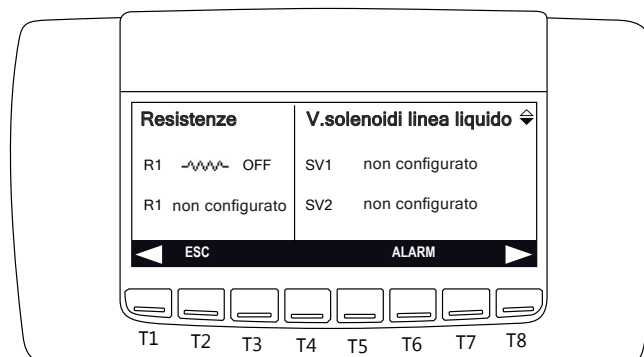 Resistenze
R1 OFF
R1 non configurato
V.solenoidi linea liquido
SV1 non configurato
SV2 non configurato
ESC ALARM
T1 T2 T3 T4 T5 T6 T7 T8